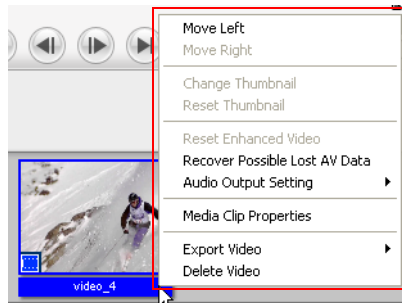 Move Left
Move Right
Change Thumbnail
Reset Thumbnail
Reset Enhanced Video
Recover Possible Lost AV Data
Audio Output Setting
Media Clip Properties
Export Video
Delete Video
video_4